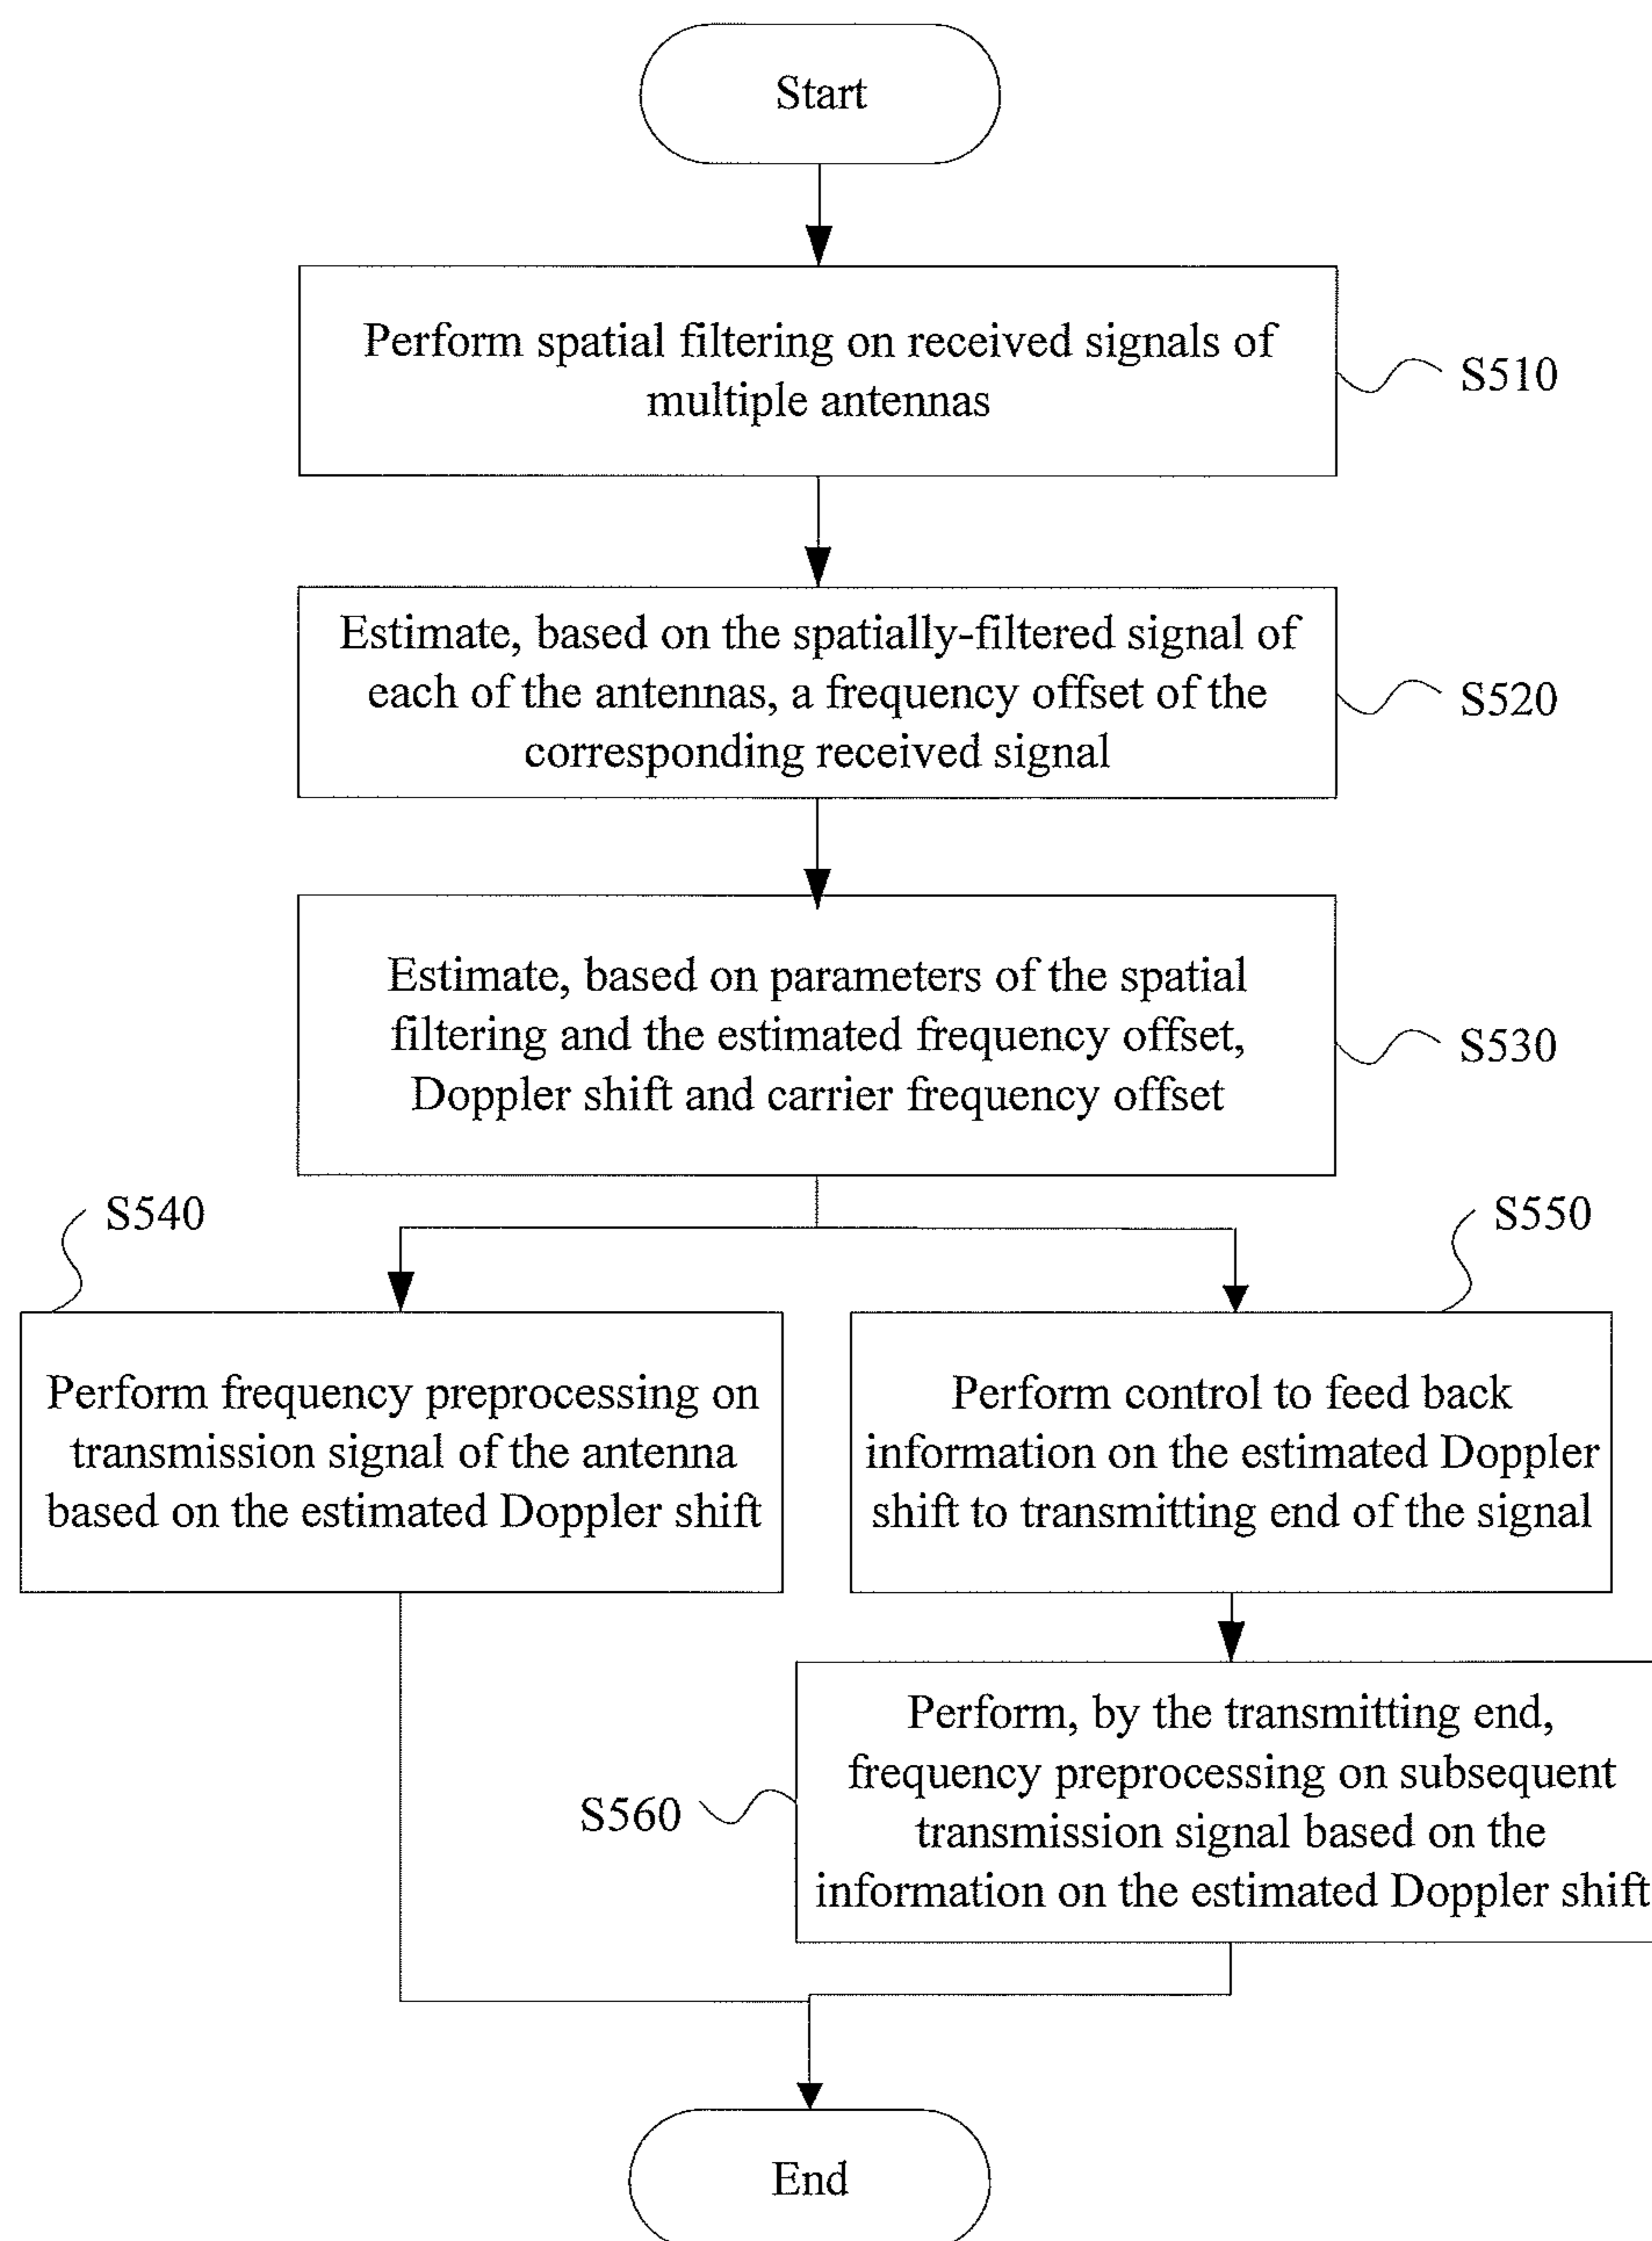 Start
Perform spatial filtering on received signals of
multiple antennas
S510
Estimate, based on the spatially-filtered signal of
each of the antennas, a frequency offset of the
corresponding received signal
S520
Estimate, based on parameters of the spatial
filtering and the estimated frequency offset,
Doppler shift and carrier frequency offset
S530
S540
Perform frequency preprocessing on
transmission signal of the antenna
based on the estimated Doppler shift
S550
Perform control to feed back
information on the estimated Doppler
shift to transmitting end of the signal
S560
Perform, by the transmitting end,
frequency preprocessing on subsequent
transmission signal based on the
information on the estimated Doppler shift
End